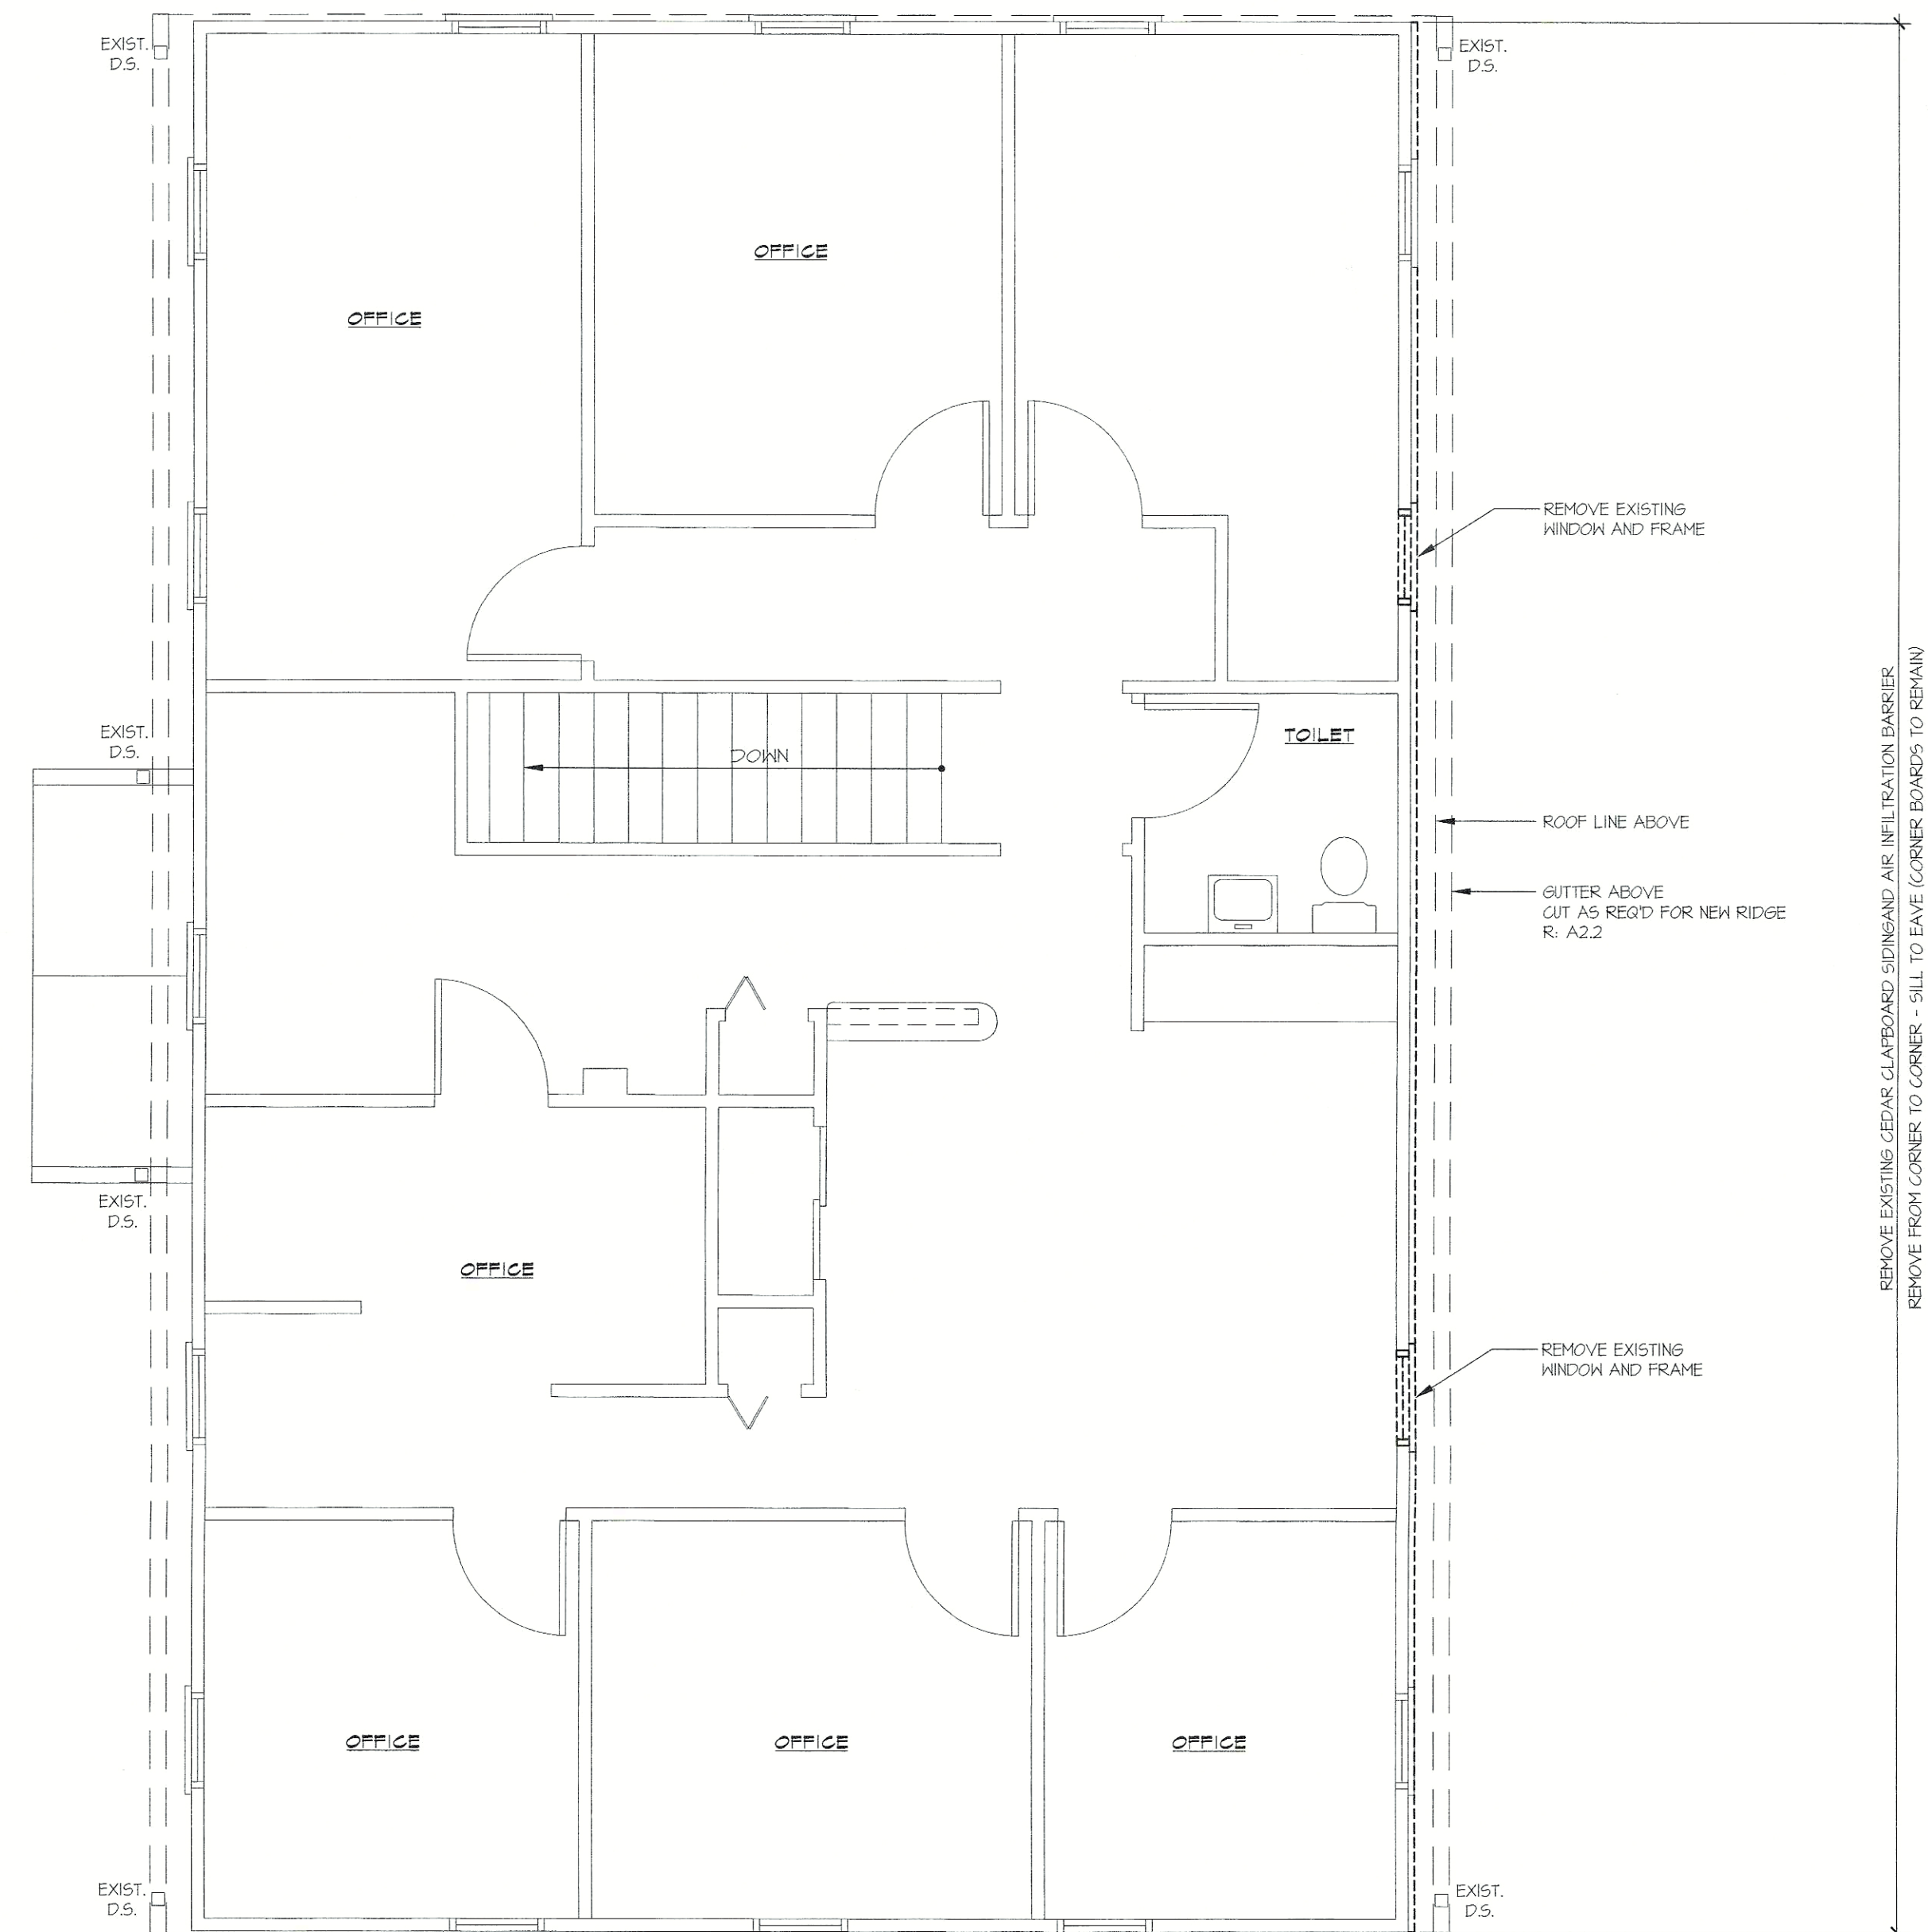 EXIST.
D.S.
EXIST.
D.S.
OFFICE
OFFICE
REMOVE EXISTING
WINDOW AND FRAME
EXIST.
D.S.
DOWN
TOILET
ROOF LINE ABOVE
GUTTER ABOVE
CUT AS REQ'D FOR NEW RIDGE
R: A2.2
REMOVE EXISTING CEDAR CLAPBOARD SIDINGAND AIR INFILTRATION BARRIER
REMOVE FROM CORNER TO CORNER - SILL TO EAVE (CORNER BOARDS TO REMAIN)
EXIST.
D.S.
OFFICE
REMOVE EXISTING
WINDOW AND FRAME
OFFICE
OFFICE
OFFICE
EXIST.
D.S.
EXIST.
D.S.